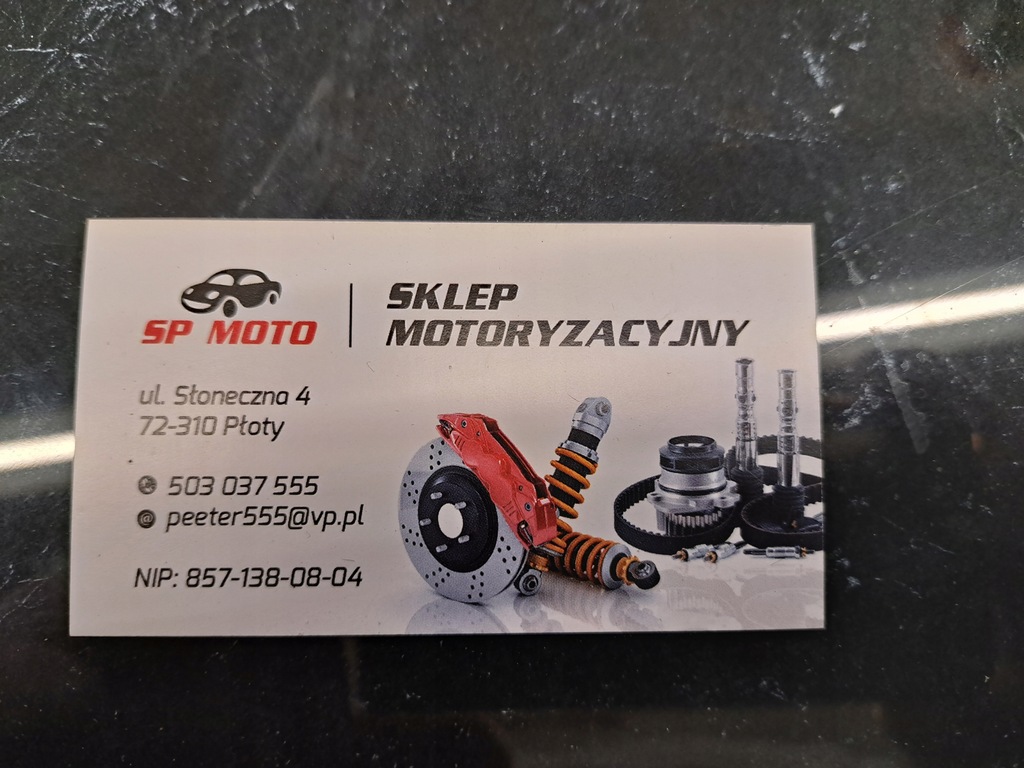 SP MOTO
SKLEP
MOTORYZACYJNY
ul. Słoneczna 4
72-310 Płoty
503 037 555
@ peeter555@vp.pl
NIP: 857-138-08-04